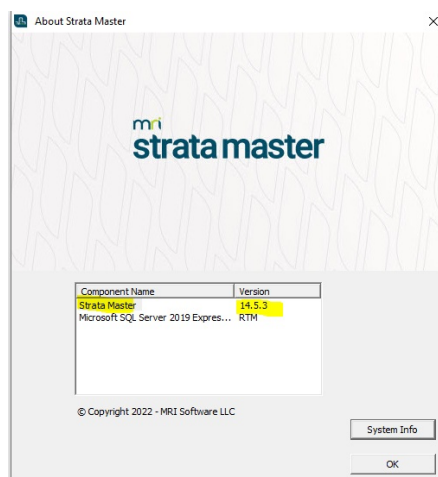 About Strata Master
mri
strata master
Component Name Version
Strata Master 14.5.3
Microsoft SQL Server 2019 Expres... RTM
© Copyright 2022 - MRI Software LLC
System Info
OK